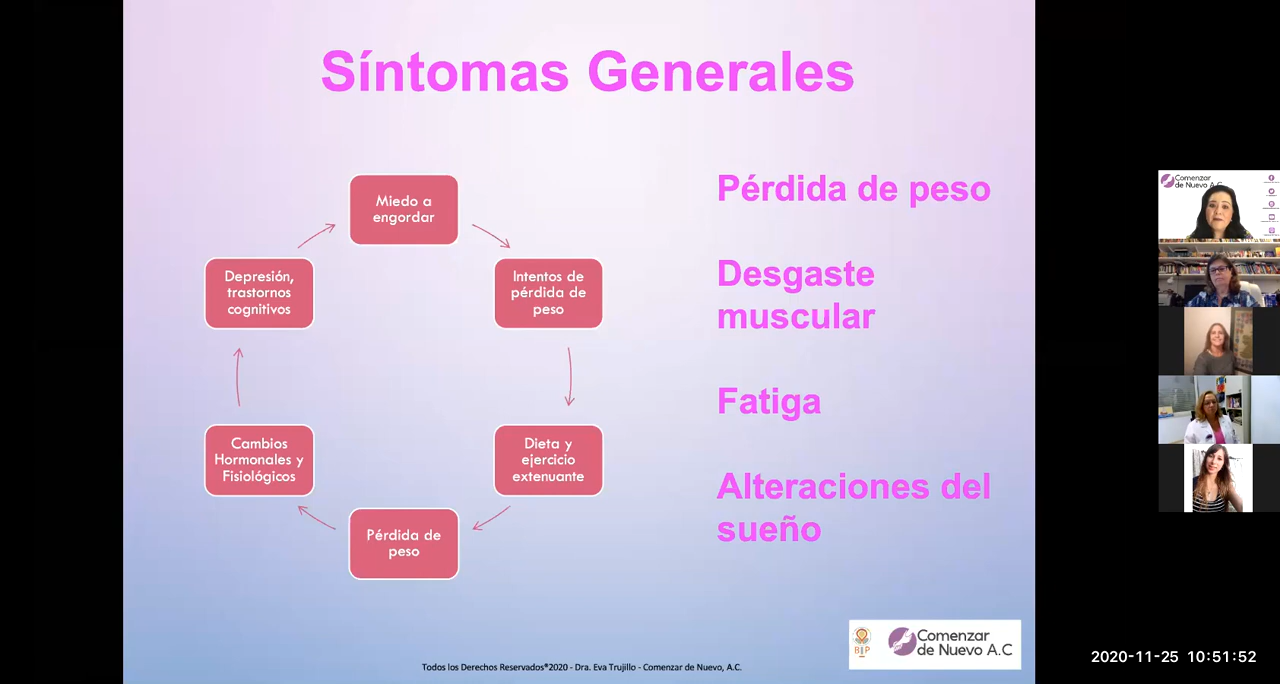 Síntomas Generales
Miedo a
engordar
Intentos de
pérdida de
peso
Dieta y
ejercicio
extenuante
Pérdida de
peso
Cambios
Hormonales y
Fisiológicos
Depresión,
trastornos
cognitivos
Pérdida de peso
Desgaste
muscular
Fatiga
Alteraciones del
sueño
Comenzar
de Nuevo A.C
Todos los Derechos Reservados®2020 - Dra. Eva Trujillo - Comenzar de Nuevo, A.C.
Comenzar
de Nuevo A.C
2020-11-25 10:51:52